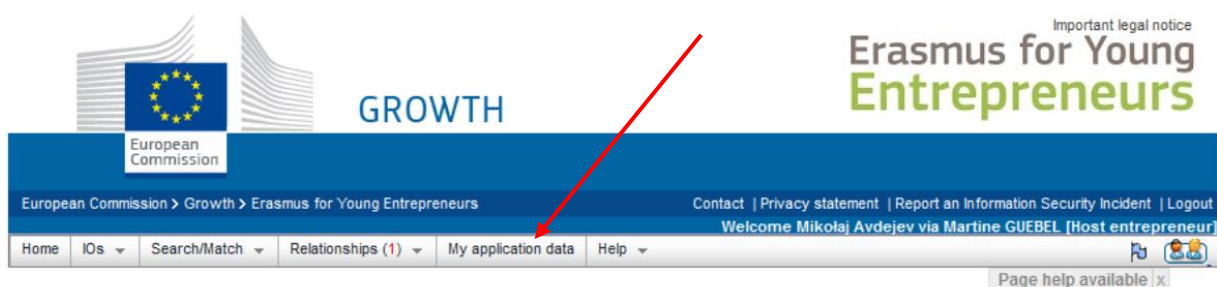 Important legal notice
Erasmus for Young
Entrepreneurs
GROWTH
European
Commission
European Commission > Growth > Erasmus for Young Entrepreneurs
Contact | Privacy statement | Report an Information Security Incident | Logout
Welcome Mikołaj Avdejev via Martine GUEBEL [Host entrepreneur]
Home IOs Search/Match Relationships (1) My application data Help
Page help available x